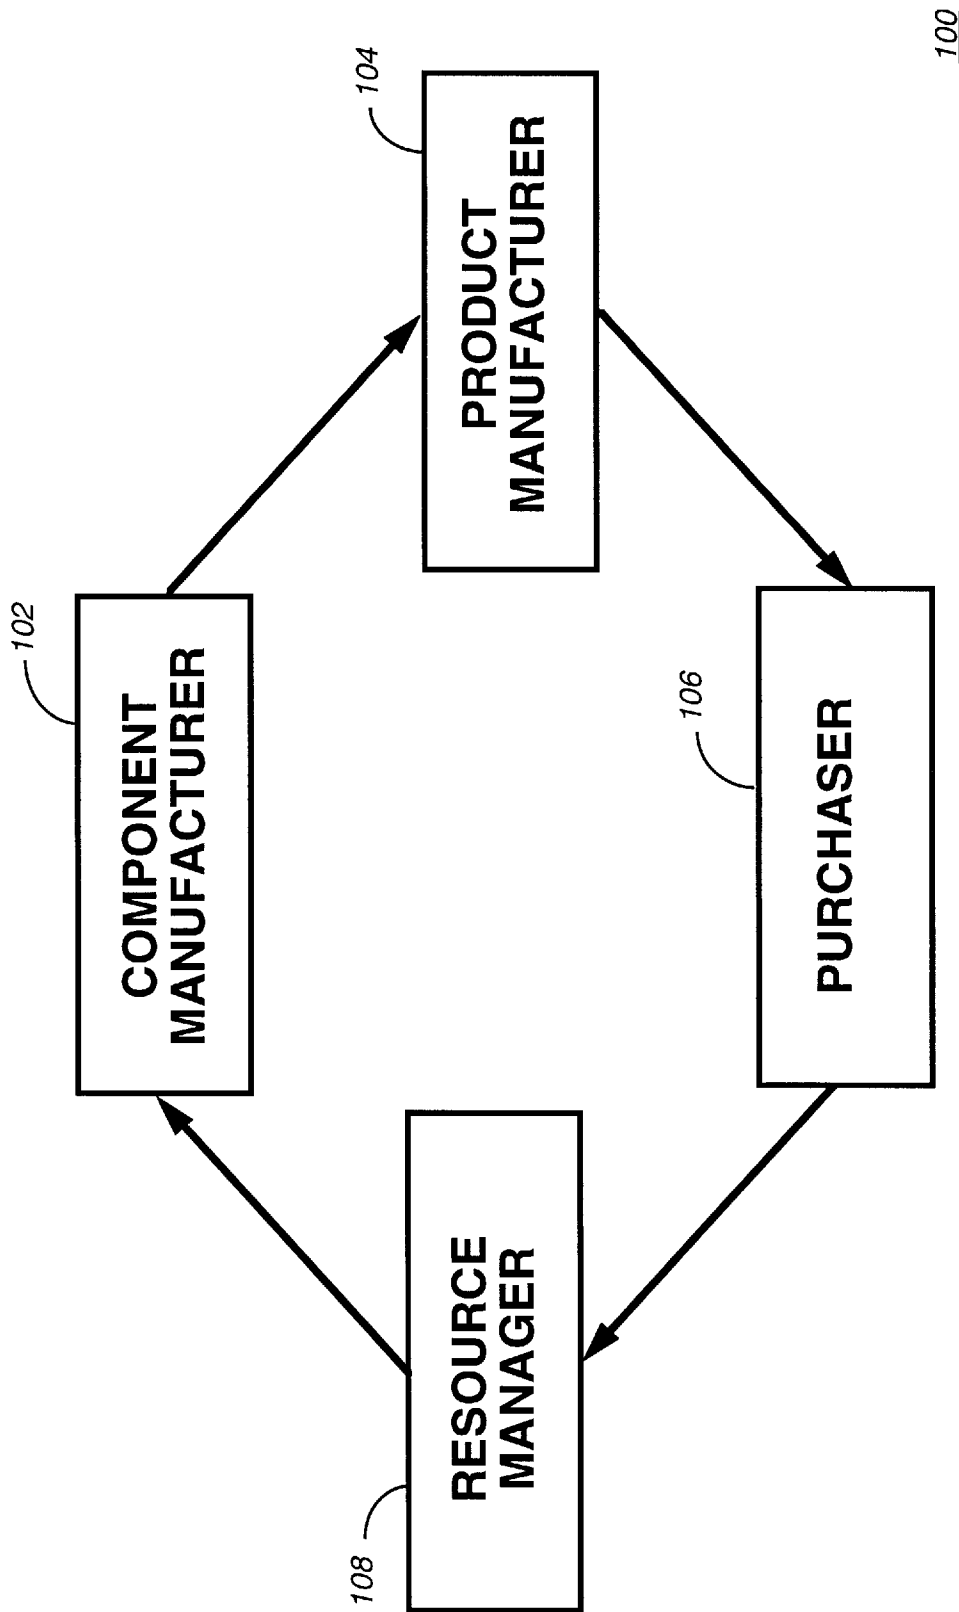 102
COMPONENT
MANUFACTURER
104
PRODUCT
MANUFACTURER
106
PURCHASER
108
RESOURCE
MANAGER
100